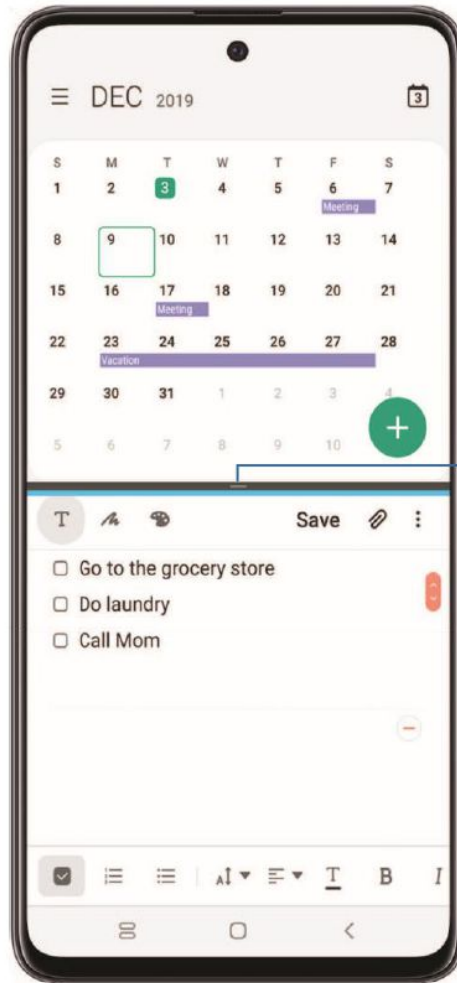 DEC 2019
3
S M T W T F S
1 2 3 4 5 6 7
Meeting
8 9 10 11 12 13 14
15 16 17 18 19 20 21
Meeting
22 23 24 25 26 27 28
Vacation
29 30 31 1 2 3 4
5 6 7 8 9 10
T Save
Go to the grocery store
Do laundry
Call Mom
A T B I